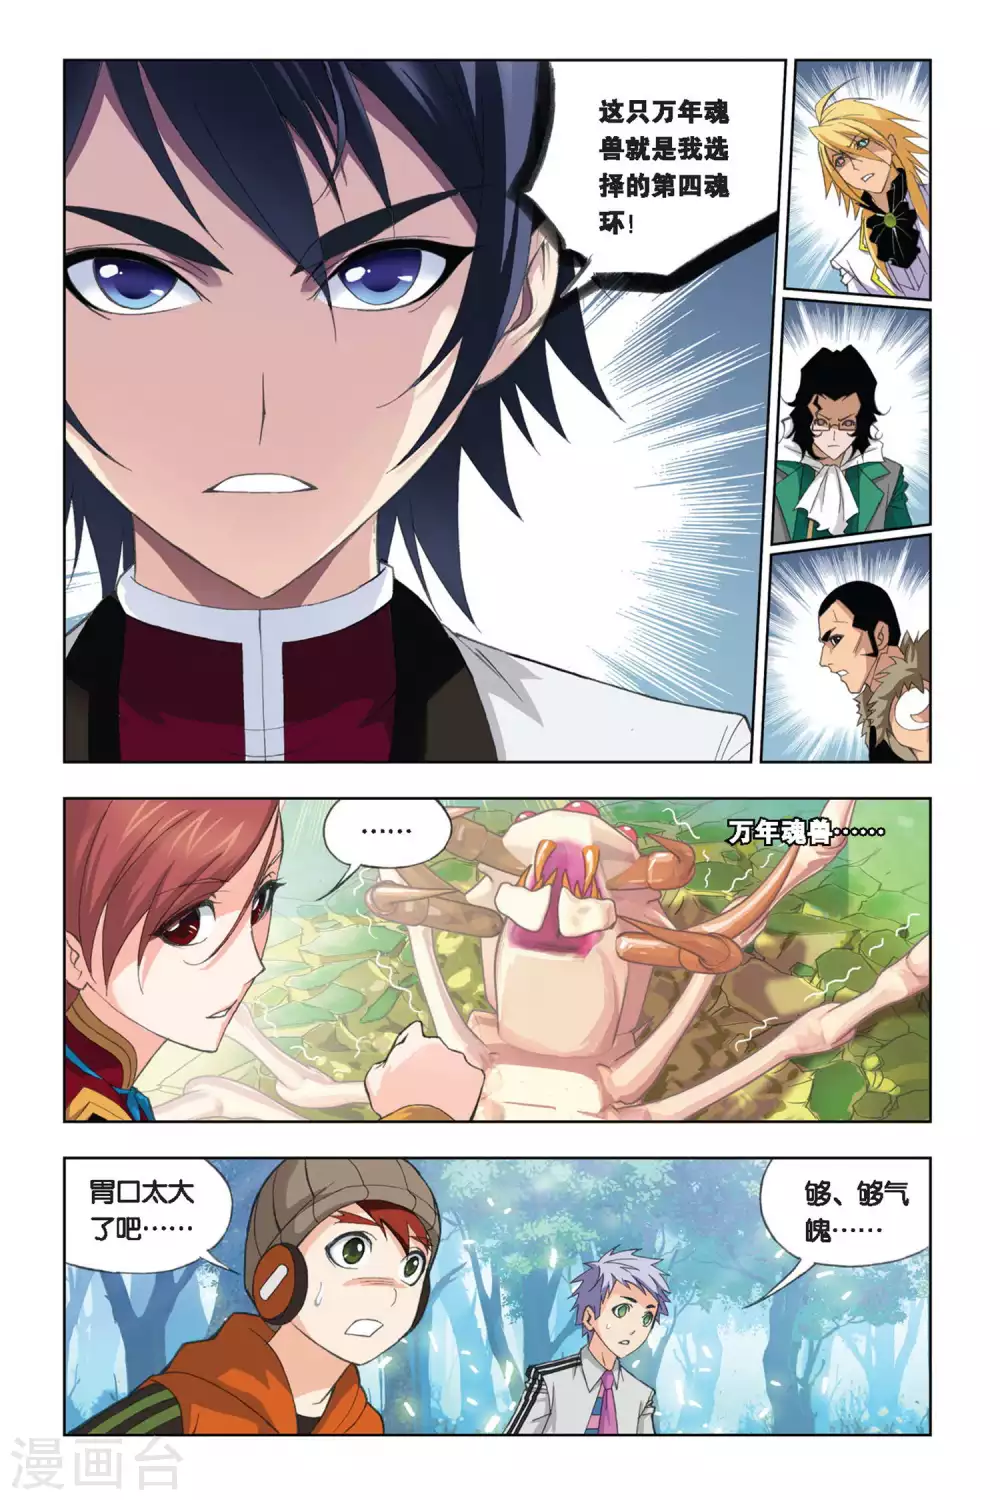 这只万年魂
兽就是我选
择的第四魂
环!
……
万年魂兽……
胃口太大
了吧……
够、够气
魄……
漫画台